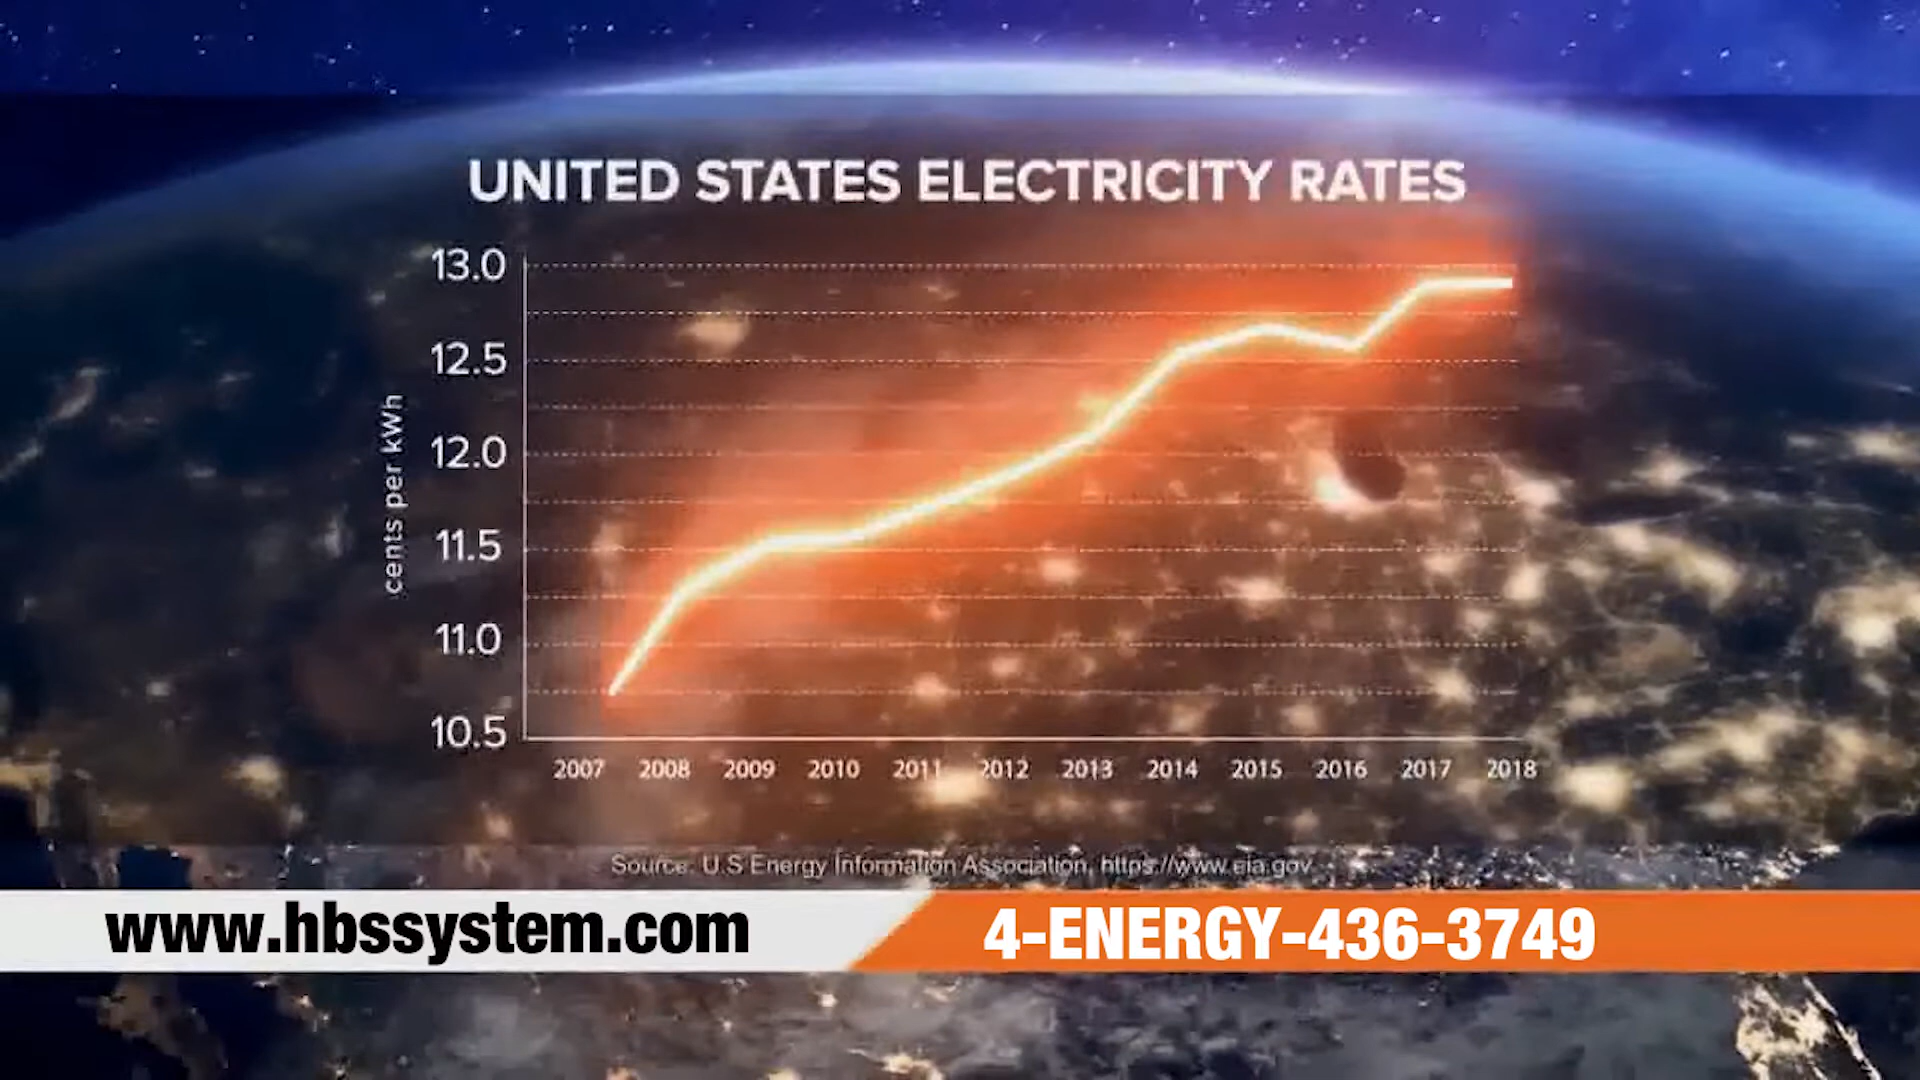 UNITED STATES ELECTRICITY RATES
13.0
12.5
12.0
11.5
11.0
10.5
cents per kWh
2007 2008 2009 2010 2011 2012 2013 2014 2015 2016 2017 2018
Source: U.S Energy Information Association, https://www.eia.gov
www.hbssystem.com
4-ENERGY-436-3749